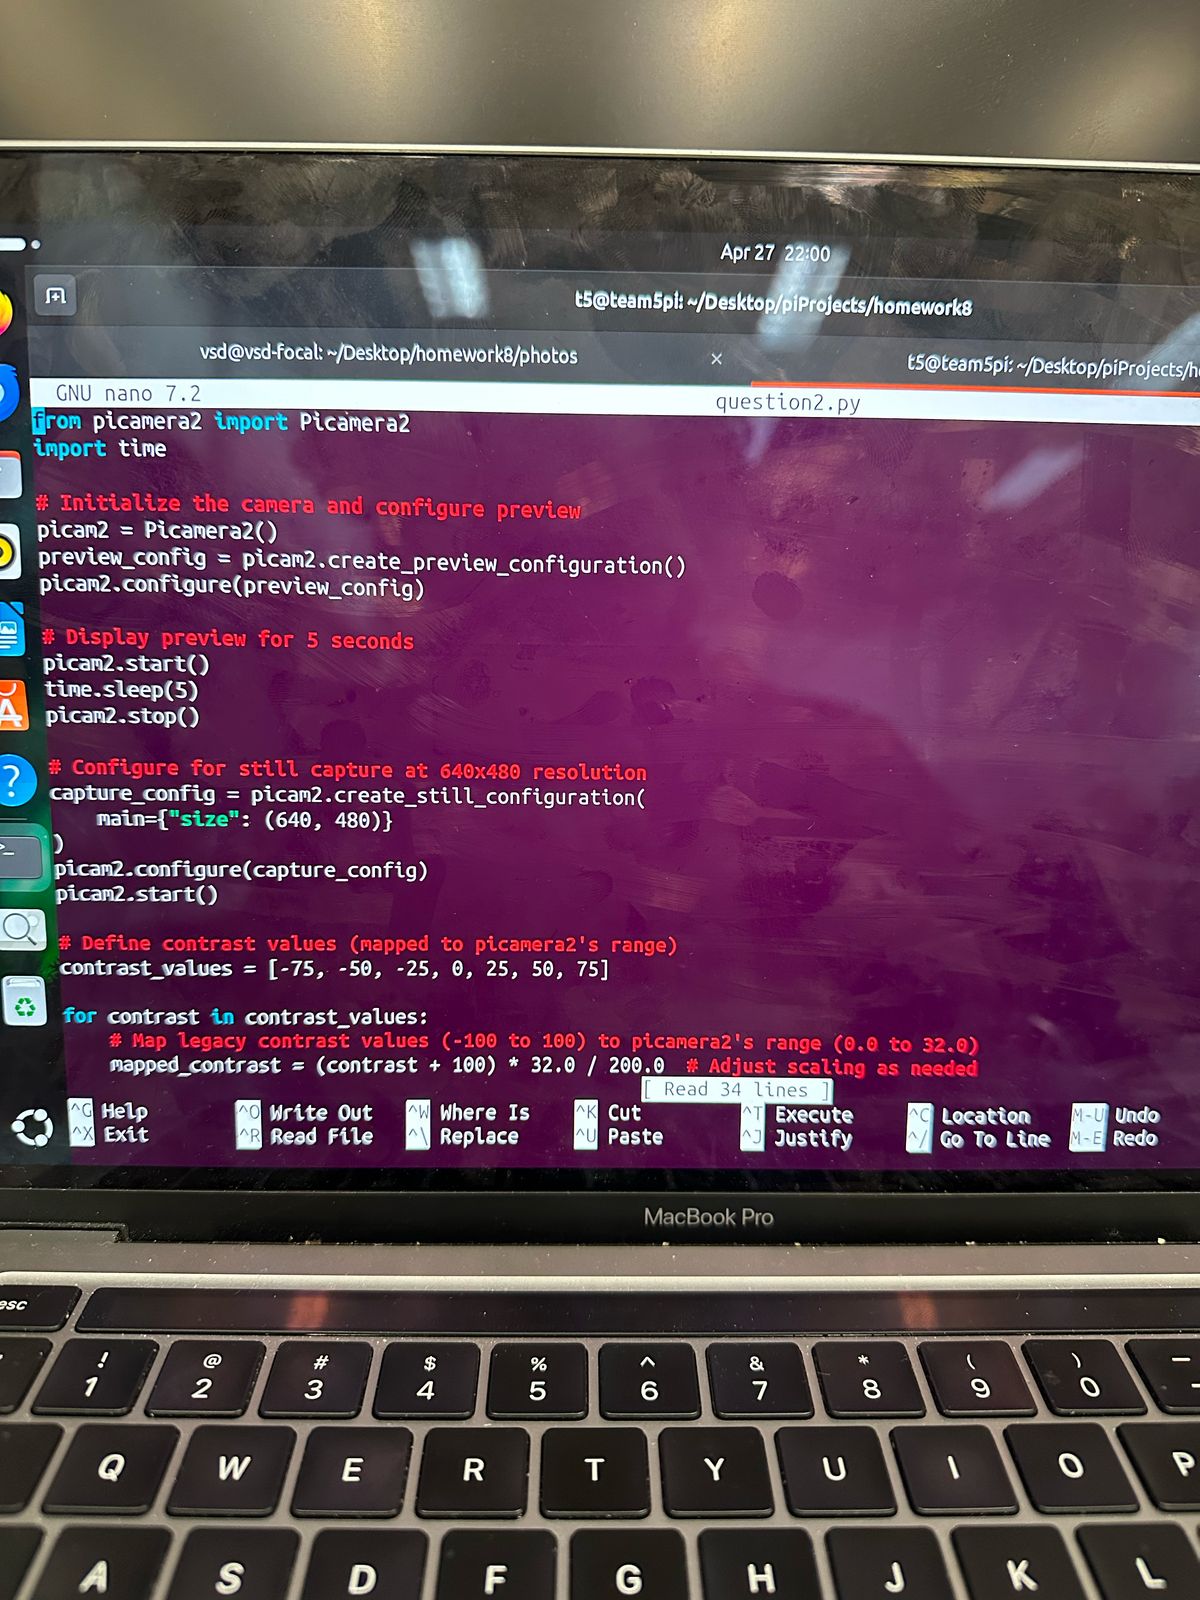 Apr 27 22:00
t5@team5pi: ~/Desktop/piProjects/homework8
vsd@vsd-focal: ~/Desktop/homework8/photos × t5@team5pi: ~/Desktop/piProjects/h
GNU nano 7.2 question2.py
from picamera2 import Picamera2
import time
# Initialize the camera and configure preview
picam2 = Picamera2()
preview_config = picam2.create_preview_configuration()
picam2.configure(preview_config)
# Display preview for 5 seconds
picam2.start()
time.sleep(5)
picam2.stop()
# Configure for still capture at 640x480 resolution
capture_config = picam2.create_still_configuration(
main={"size": (640, 480)}
)
picam2.configure(capture_config)
picam2.start()
# Define contrast values (mapped to picamera2's range)
contrast_values = [-75, -50, -25, 0, 25, 50, 75]
for contrast in contrast_values:
# Map legacy contrast values (-100 to 100) to picamera2's range (0.0 to 32.0)
mapped_contrast = (contrast + 100) * 32.0 / 200.0 # Adjust scaling as needed
[ Read 34 lines ]
^G Help ^O Write Out ^W Where Is ^K Cut ^T Execute ^C Location M-U Undo
^X Exit ^R Read File ^\ Replace ^U Paste ^J Justify ^/ Go To Line M-E Redo
MacBook Pro
esc
! @ # $ % ^ & * ( )
1 2 3 4 5 6 7 8 9 0
Q W E R T Y U I O P
A S D F G H J K L